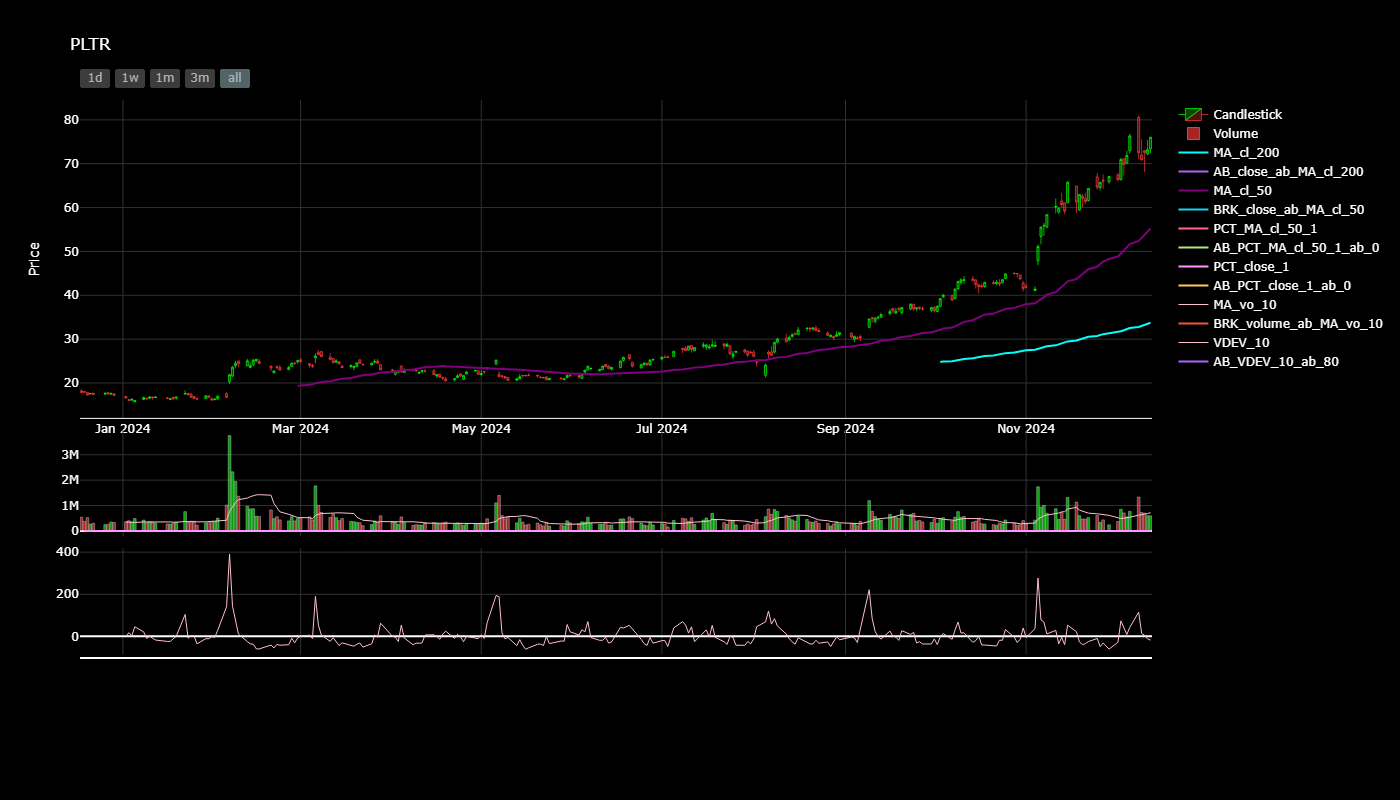 PLTR
1d 1w 1m 3m all
Price
80
70
60
50
40
30
20
Jan 2024 Mar 2024 May 2024 Jul 2024 Sep 2024 Nov 2024
3M
2M
1M
0
400
200
0
Candlestick
Volume
MA_cl_200
AB_close_ab_MA_cl_200
MA_cl_50
BRK_close_ab_MA_cl_50
PCT_MA_cl_50_1
AB_PCT_MA_cl_50_1_ab_0
PCT_close_1
AB_PCT_close_1_ab_0
MA_vo_10
BRK_volume_ab_MA_vo_10
VDEV_10
AB_VDEV_10_ab_80